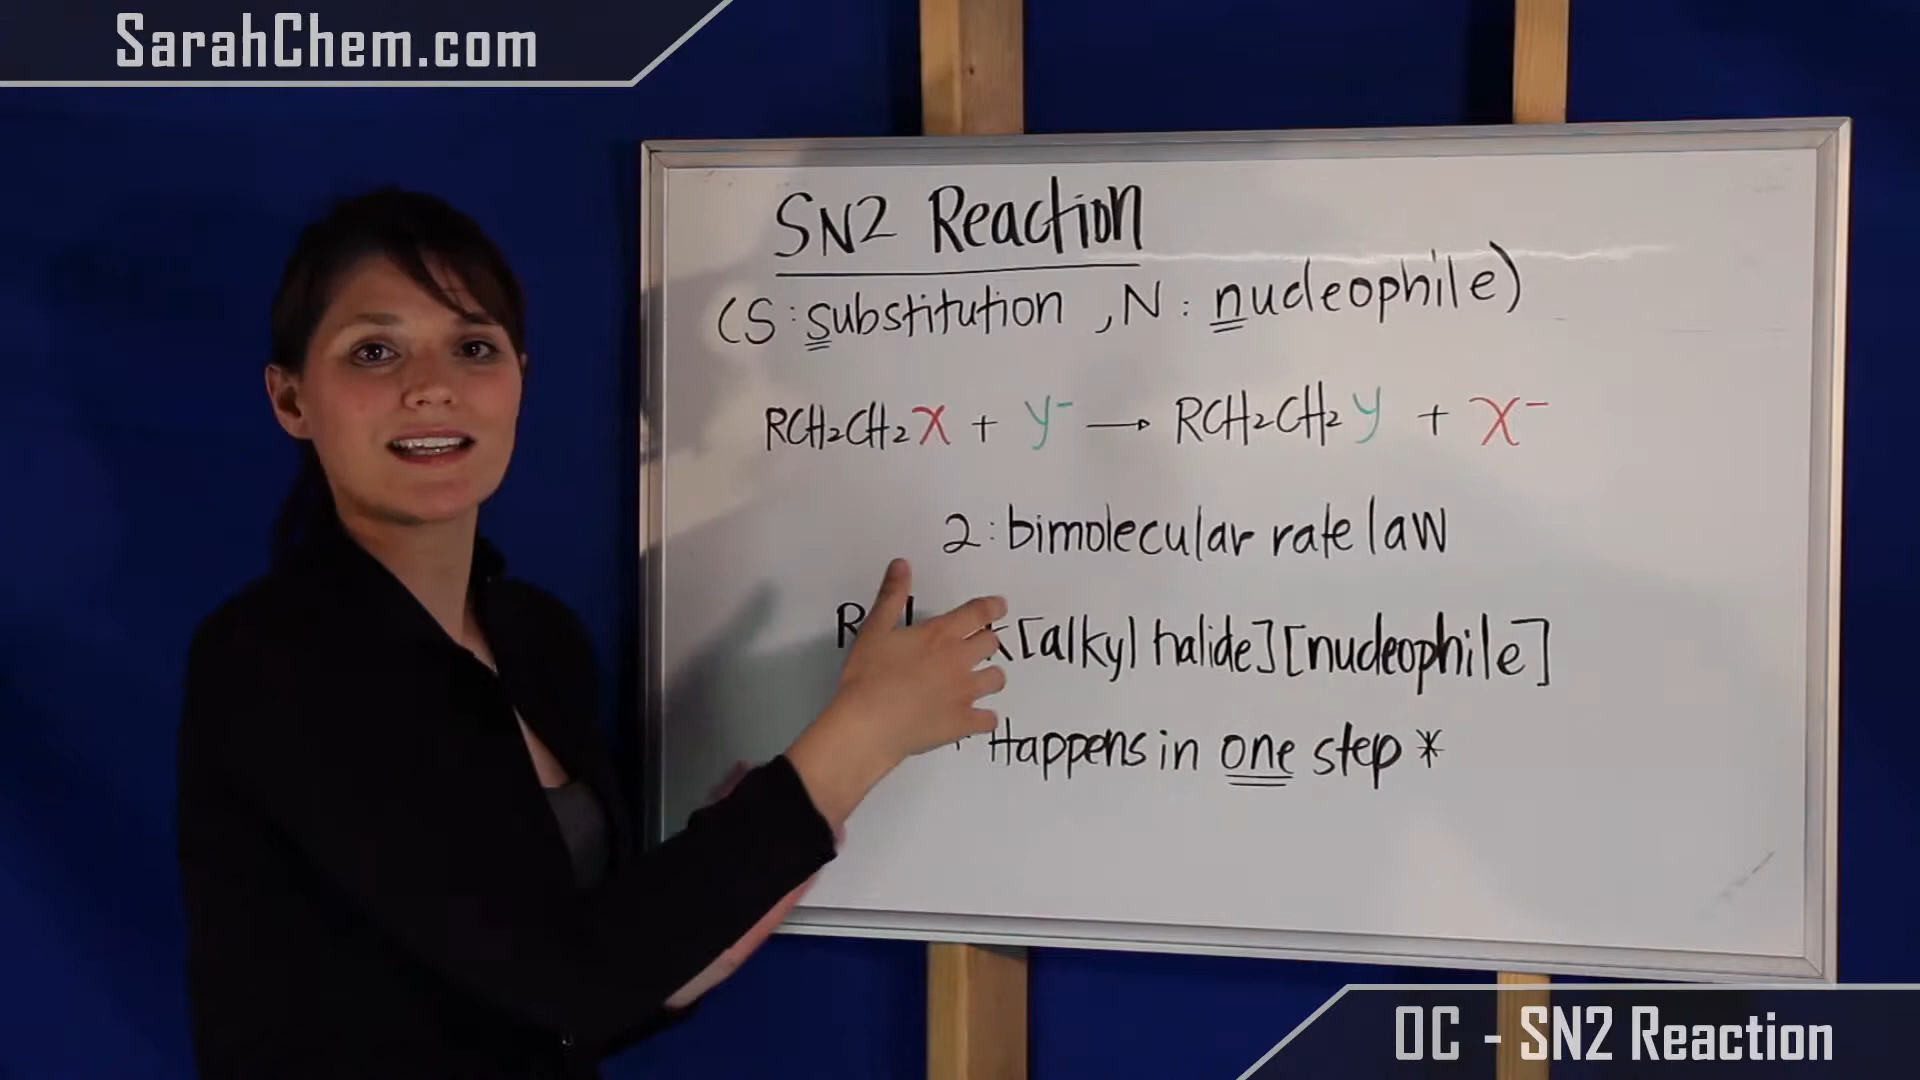 SarahChem.com
SN2 Reaction
(S: substitution, N: nucleophile)
RCH2CH2X + Y- → RCH2CH2Y + X-
2: bimolecular rate law
[alkyl halide][nucleophile]
Happens in one step *
OC - SN2 Reaction